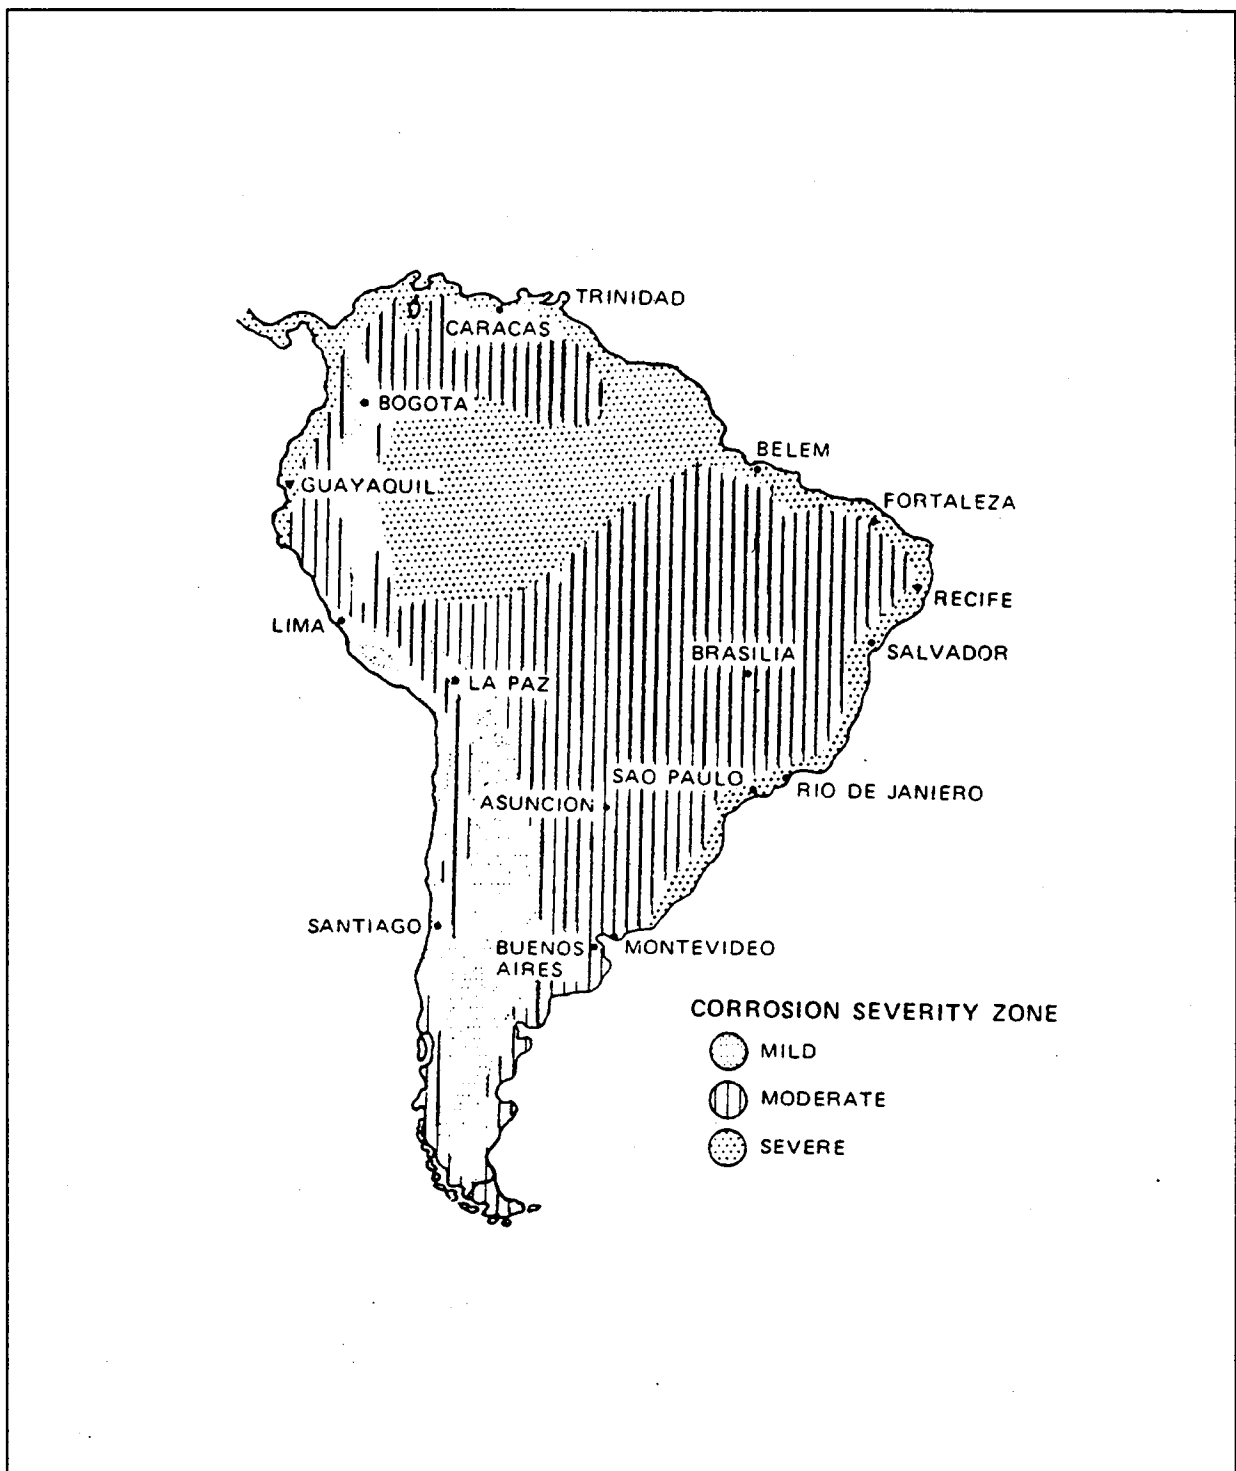 TRINIDAD
CARACAS
BOGOTA
BELEM
GUAYAQUIL
FORTALEZA
RECIFE
LIMA
BRASILIA
SALVADOR
LA PAZ
SAO PAULO
RIO DE JANIERO
ASUNCION
SANTIAGO
BUENOS
AIRES
MONTEVIDEO
CORROSION SEVERITY ZONE
MILD
MODERATE
SEVERE